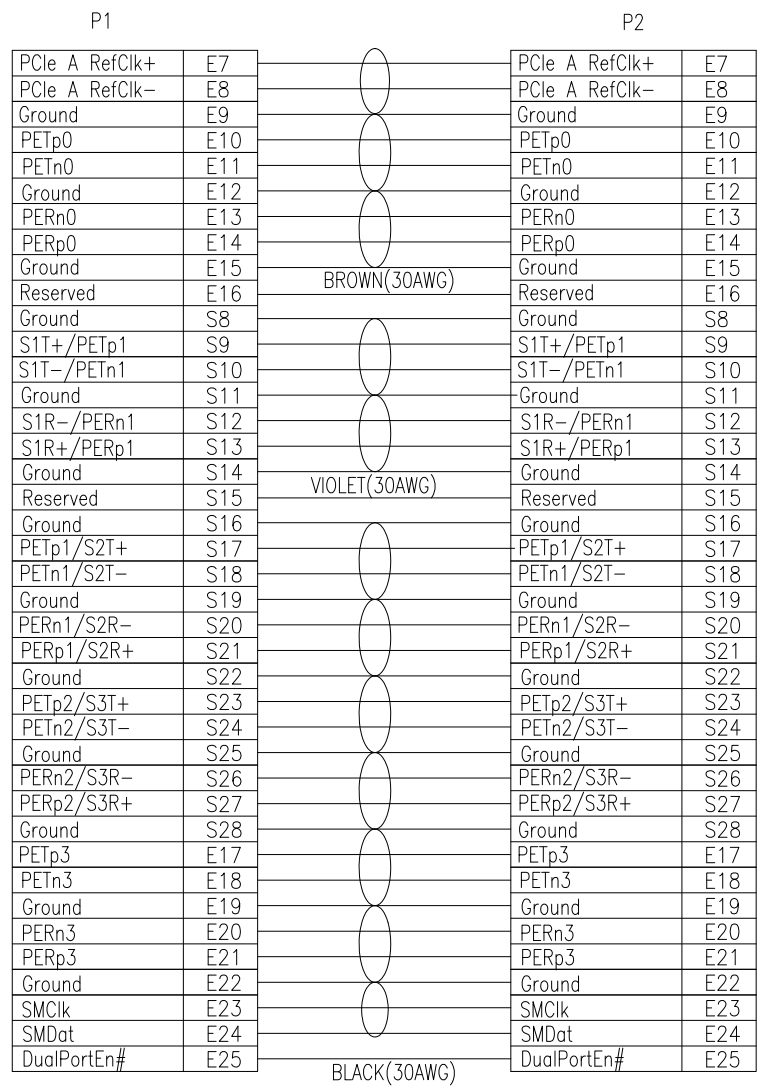 P1 P2
PCIe A RefClk+ E7 PCIe A RefClk+ E7
PCIe A RefClk- E8 PCIe A RefClk- E8
Ground E9 Ground E9
PETp0 E10 PETp0 E10
PETn0 E11 PETn0 E11
Ground E12 Ground E12
PERn0 E13 PERn0 E13
PERp0 E14 PERp0 E14
Ground E15 Ground E15
BROWN(30AWG)
Reserved E16 Reserved E16
Ground S8 Ground S8
S1T+/PETp1 S9 S1T+/PETp1 S9
S1T-/PETn1 S10 S1T-/PETn1 S10
Ground S11 Ground S11
S1R-/PERn1 S12 S1R-/PERn1 S12
S1R+/PERp1 S13 S1R+/PERp1 S13
Ground S14 Ground S14
VIOLET(30AWG)
Reserved S15 Reserved S15
Ground S16 Ground S16
PETp1/S2T+ S17 PETp1/S2T+ S17
PETn1/S2T- S18 PETn1/S2T- S18
Ground S19 Ground S19
PERn1/S2R- S20 PERn1/S2R- S20
PERp1/S2R+ S21 PERp1/S2R+ S21
Ground S22 Ground S22
PETp2/S3T+ S23 PETp2/S3T+ S23
PETn2/S3T- S24 PETn2/S3T- S24
Ground S25 Ground S25
PERn2/S3R- S26 PERn2/S3R- S26
PERp2/S3R+ S27 PERp2/S3R+ S27
Ground S28 Ground S28
PETp3 E17 PETp3 E17
PETn3 E18 PETn3 E18
Ground E19 Ground E19
PERn3 E20 PERn3 E20
PERp3 E21 PERp3 E21
Ground E22 Ground E22
SMClk E23 SMClk E23
SMDat E24 SMDat E24
DualPortEn# E25 DualPortEn# E25
BLACK(30AWG)